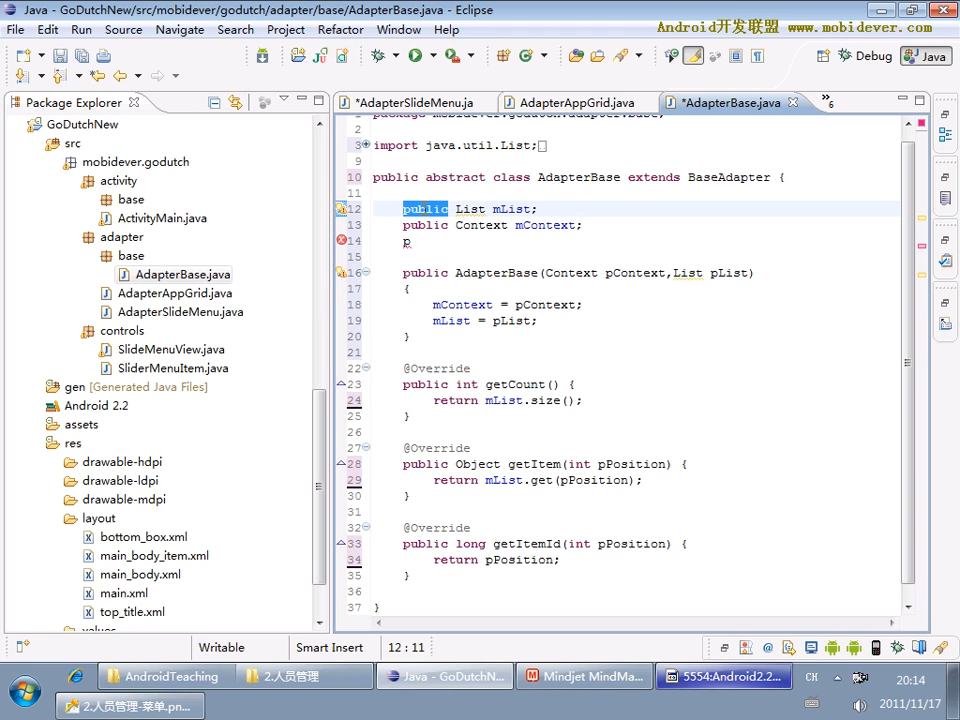 Java - GoDutchNew/src/mobidever/godutch/adapter/base/AdapterBase.java - Eclipse
File Edit Run Source Navigate Search Project Refactor Window Help
Android开发联盟 www.mobidever.com
Debug Java
Package Explorer
*AdapterSlideMenu.ja AdapterAppGrid.java *AdapterBase.java »6
GoDutchNew
src
mobidever.godutch
activity
base
ActivityMain.java
adapter
base
AdapterBase.java
AdapterAppGrid.java
AdapterSlideMenu.java
controls
SlideMenuView.java
SliderMenuItem.java
gen [Generated Java Files]
Android 2.2
assets
res
drawable-hdpi
drawable-ldpi
drawable-mdpi
layout
bottom_box.xml
main_body_item.xml
main_body.xml
main.xml
top_title.xml
values
1 package mobidever.godutch.adapter.base;
2
3 import java.util.List;
9
10 public abstract class AdapterBase extends BaseAdapter {
11
12 public List mList;
13 public Context mContext;
14 p
15
16 public AdapterBase(Context pContext,List pList)
17 {
18 mContext = pContext;
19 mList = pList;
20 }
21
22 @Override
23 public int getCount() {
24 return mList.size();
25 }
26
27 @Override
28 public Object getItem(int pPosition) {
29 return mList.get(pPosition);
30 }
31
32 @Override
33 public long getItemId(int pPosition) {
34 return pPosition;
35 }
36
37 }
Writable Smart Insert 12 : 11
AndroidTeaching 2.人员管理 Java - GoDutchN... Mindjet MindMa... 5554:Android2.2... CH 20:14
2.人员管理-菜单.pn... 2011/11/17